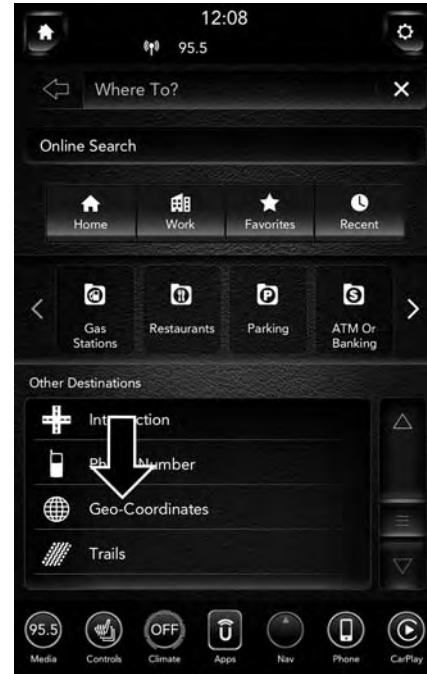 12:08
95.5
Where To?
Online Search
Home Work Favorites Recent
Gas Stations Restaurants Parking ATM Or Banking
Other Destinations
Number
Geo-Coordinates
Trails
95.5 OFF
Media Controls Climate Apps Nav Phone CarPlay